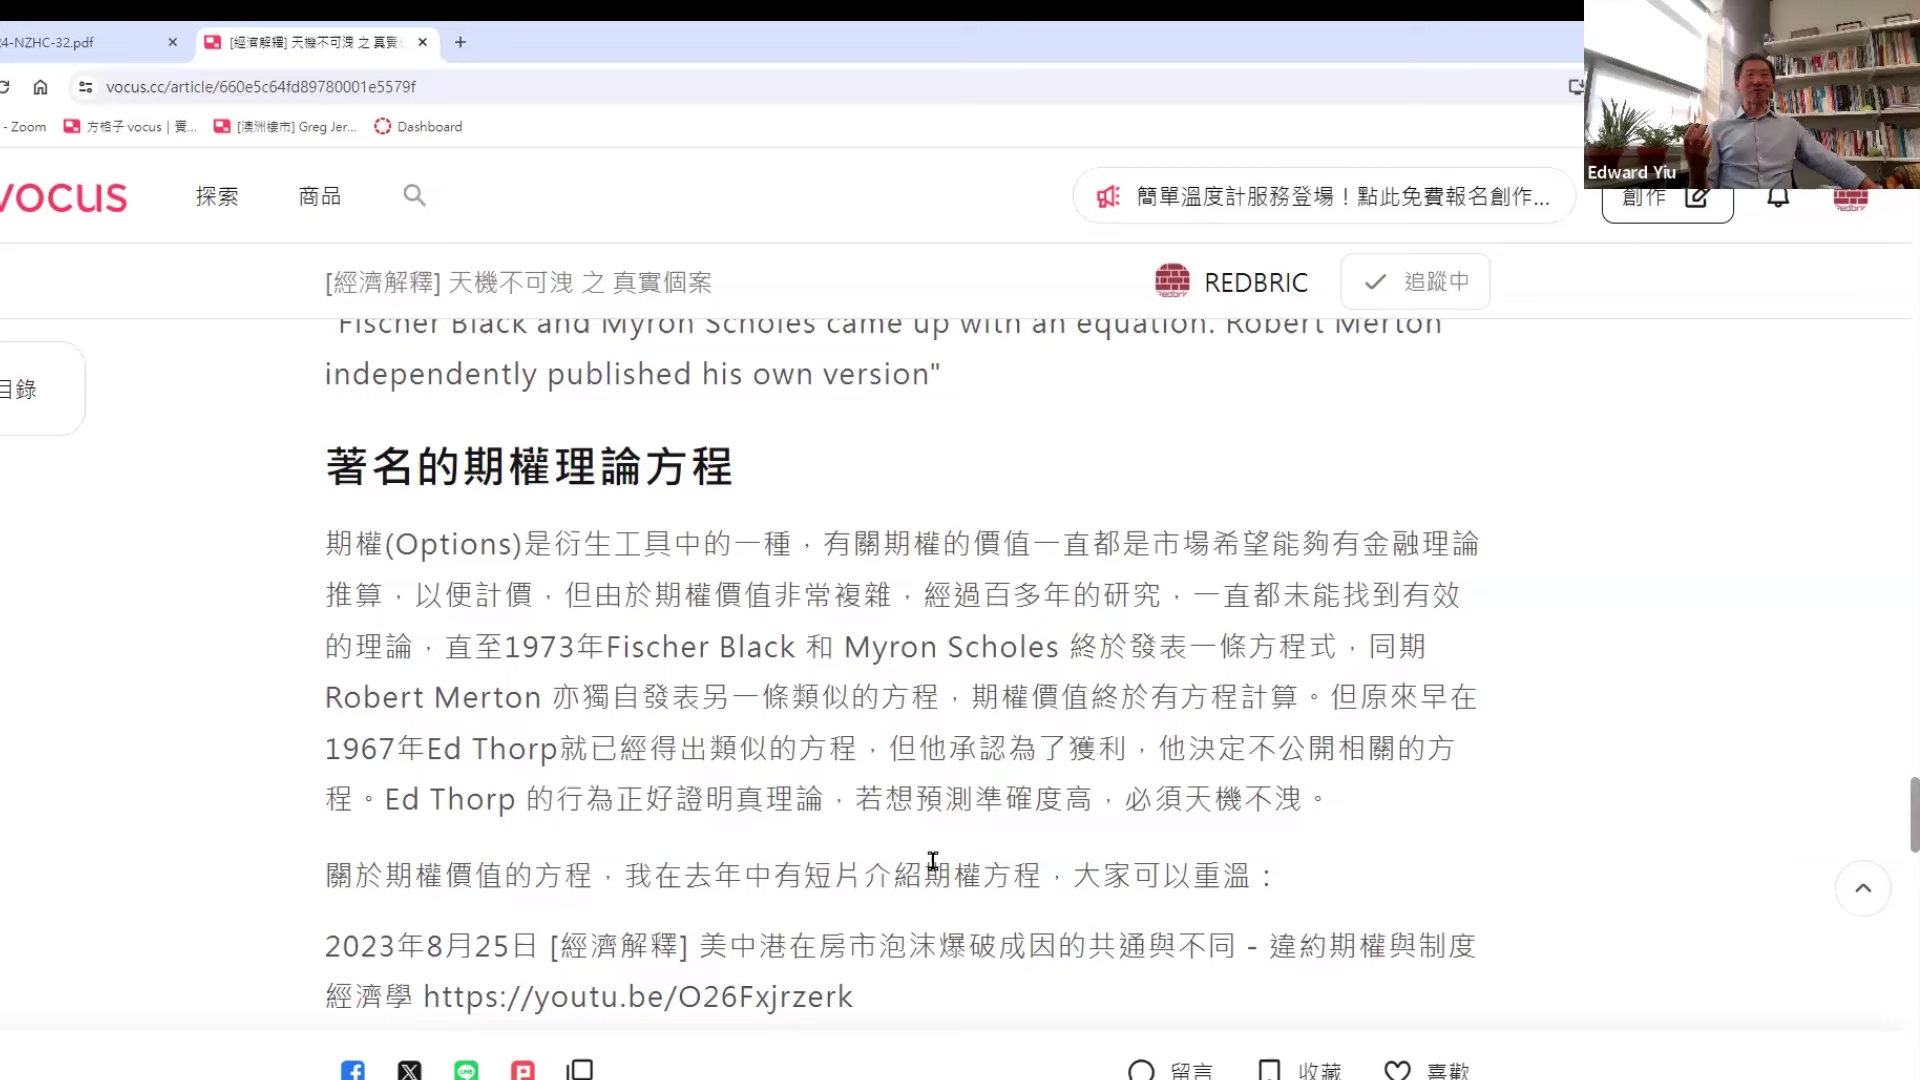 4-NZHC-32.pdf
[經濟解釋] 天機不可洩 之 真實
vocus.cc/article/660e5c64fd89780001e5579f
- Zoom
方格子 vocus | 實...
[澳洲樓市] Greg Jer...
Dashboard
Edward Yiu
vocus
探索
商品
簡單溫度計服務登場！點此免費報名創作...
創作
[經濟解釋] 天機不可洩 之 真實個案
REDBRIC
追蹤中
目錄
"Fischer Black and Myron Scholes came up with an equation. Robert Merton
independently published his own version"
著名的期權理論方程
期權(Options)是衍生工具中的一種，有關期權的價值一直都是市場希望能夠有金融理論
推算，以便計價，但由於期權價值非常複雜，經過百多年的研究，一直都未能找到有效
的理論，直至1973年Fischer Black 和 Myron Scholes 終於發表一條方程式，同期
Robert Merton 亦獨自發表另一條類似的方程，期權價值終於有方程計算。但原來早在
1967年Ed Thorp就已經得出類似的方程，但他承認為了獲利，他決定不公開相關的方
程。Ed Thorp 的行為正好證明真理論，若想預測準確度高，必須天機不洩。
關於期權價值的方程，我在去年中有短片介紹期權方程，大家可以重溫：
2023年8月25日 [經濟解釋] 美中港在房市泡沫爆破成因的共通與不同 - 違約期權與制度
經濟學 https://youtu.be/O26Fxjrzerk
留言
收藏
喜歡